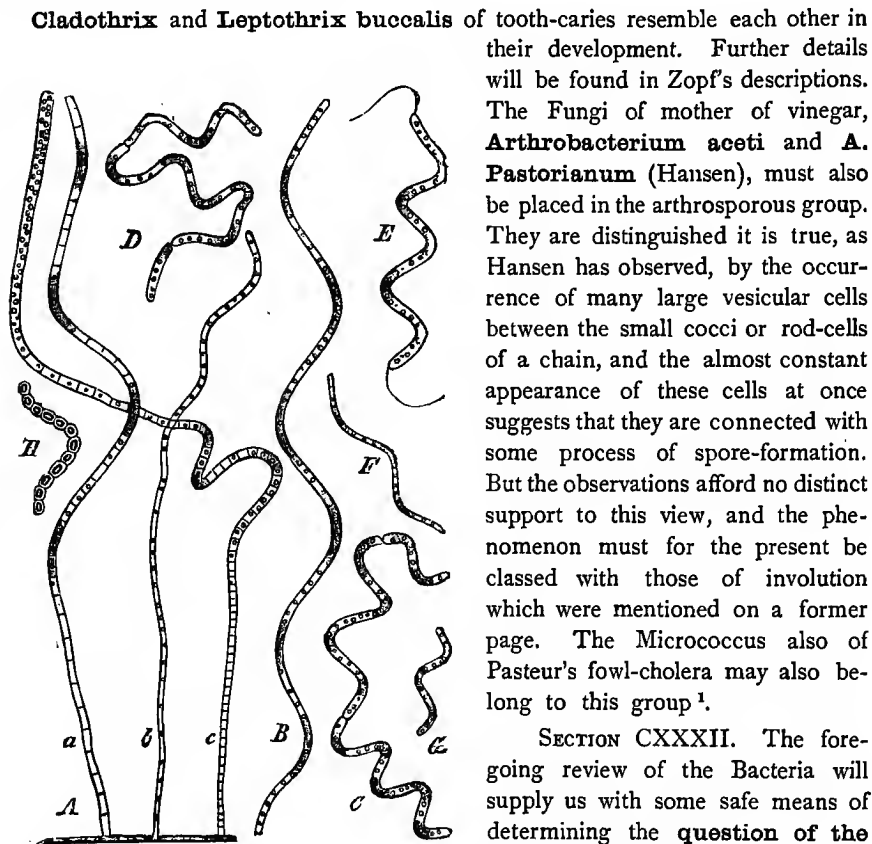 Cladothrix and Leptothrix buccalis of tooth-caries resemble each other in
their development. Further details
will be found in Zopf's descriptions.
The Fungi of mother of vinegar,
Arthrobacterium aceti and A.
Pastorianum (Hansen), must also
be placed in the arthrosporous group.
They are distinguished it is true, as
Hansen has observed, by the occur-
rence of many large vesicular cells
between the small cocci or rod-cells
of a chain, and the almost constant
appearance of these cells at once
suggests that they are connected with
some process of spore-formation.
But the observations afford no distinct
support to this view, and the phe-
nomenon must for the present be
classed with those of involution
which were mentioned on a former
page. The Micrococcus also of
Pasteur's fowl-cholera may also be-
long to this group ¹.
SECTION CXXXII. The fore-
going review of the Bacteria will
supply us with some safe means of
determining the question of the
D
E
H
F
a
b
c
B
G
A
C